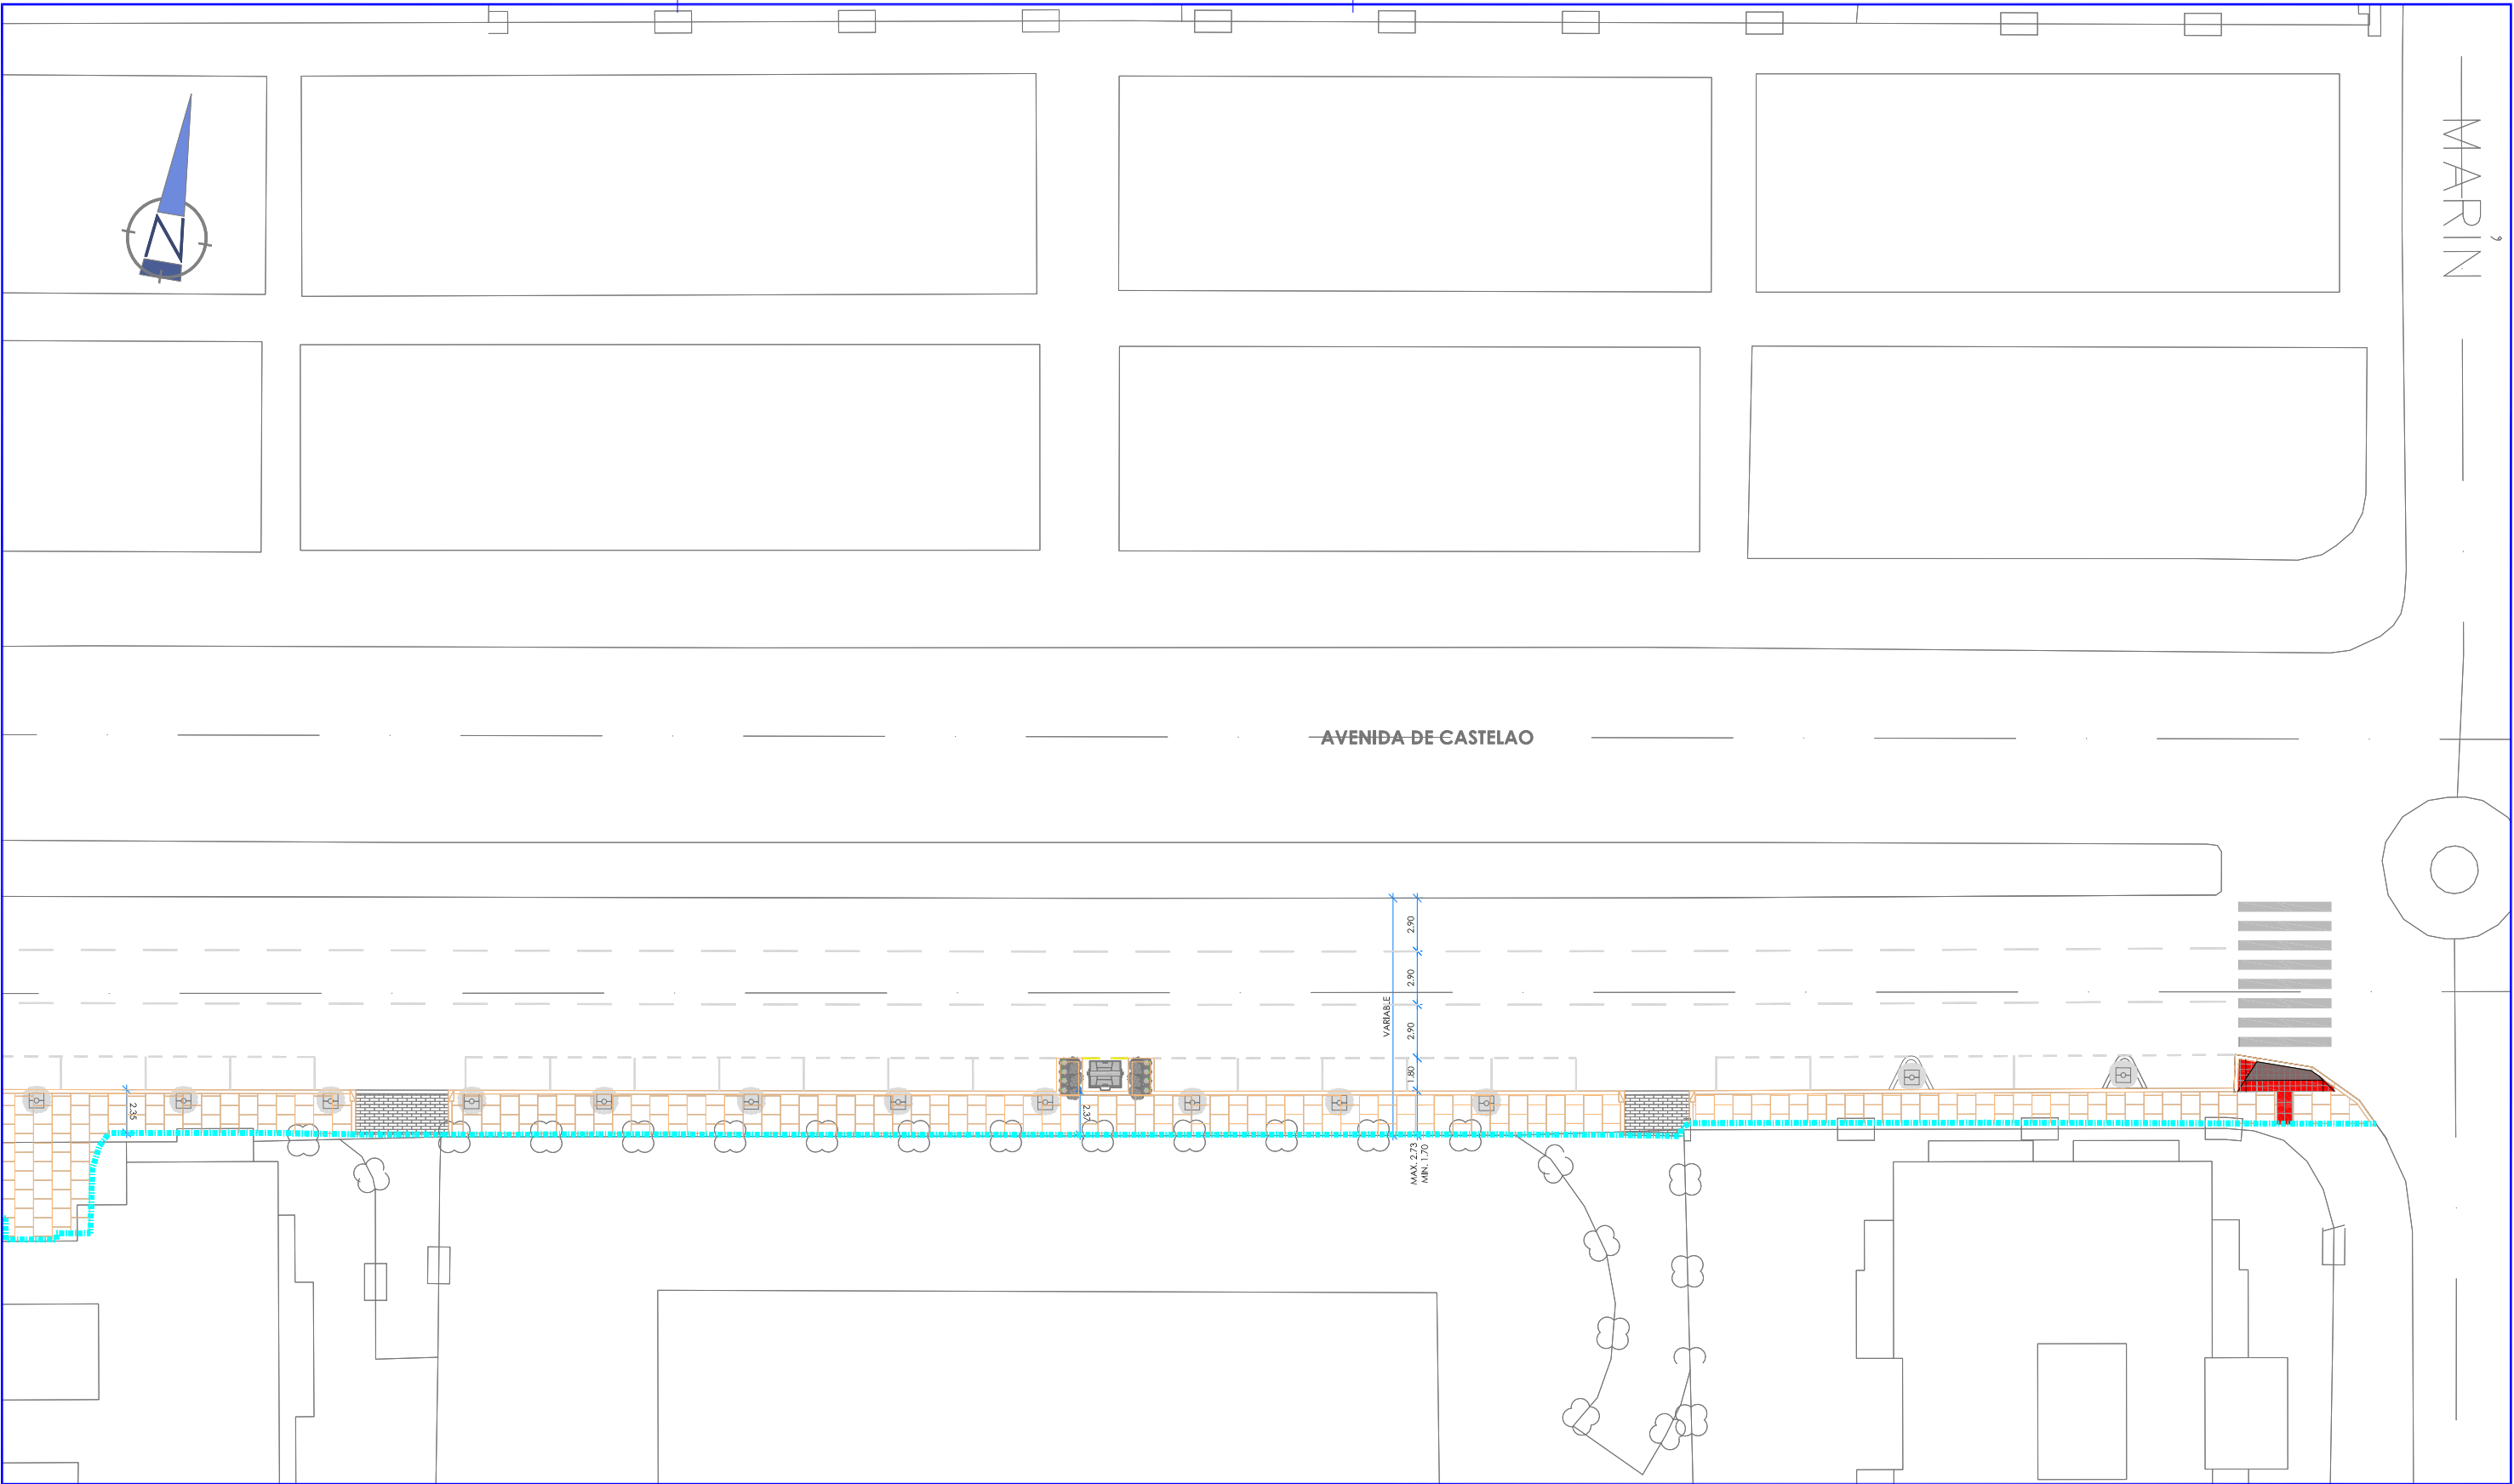 N
MARÍN
AVENIDA DE CASTELAO
2.90
2.90
VARIABLE
2.90
1.80
2.35
2.37
MAX. 2.73
MIN. 1.70